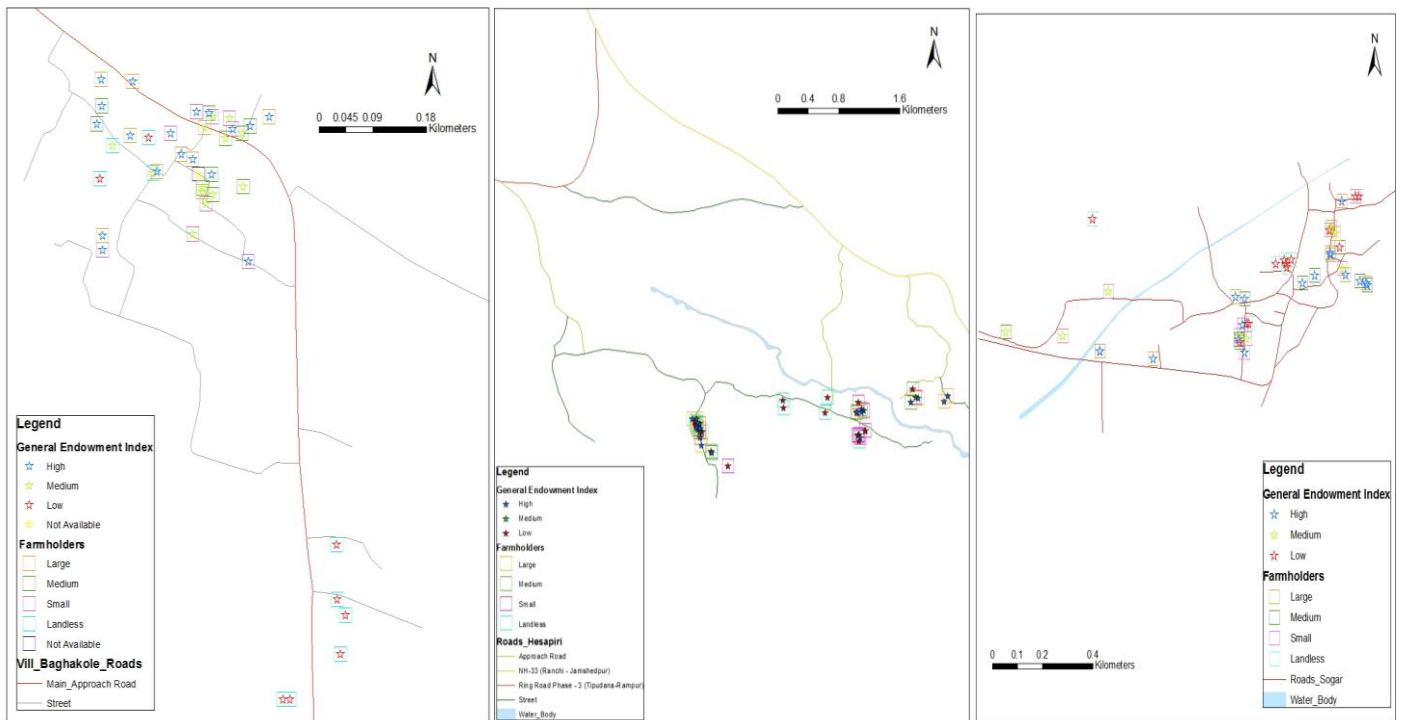 N
0 0.045 0.09 0.18
Kilometers
Legend
General Endowment Index
High
Medium
Low
Not Available
Farmholders
Large
Medium
Small
Landless
Not Available
Vill_Baghakole_Roads
Main_Approach Road
Street
N
0 0.4 0.8 1.6
Kilometers
Legend
General Endowment Index
High
Medium
Low
Farmholders
Large
Medium
Small
Landless
Roads_Hesapiri
Approach Road
NH-33 (Ranchi - Jamshedpur)
Ring Road Phase - 3 (Tipudana-Rampur)
Street
Water_Body
N
0 0.1 0.2 0.4
Kilometers
Legend
General Endowment Index
High
Medium
Low
Farmholders
Large
Medium
Small
Landless
Roads_Sogar
Water_Body